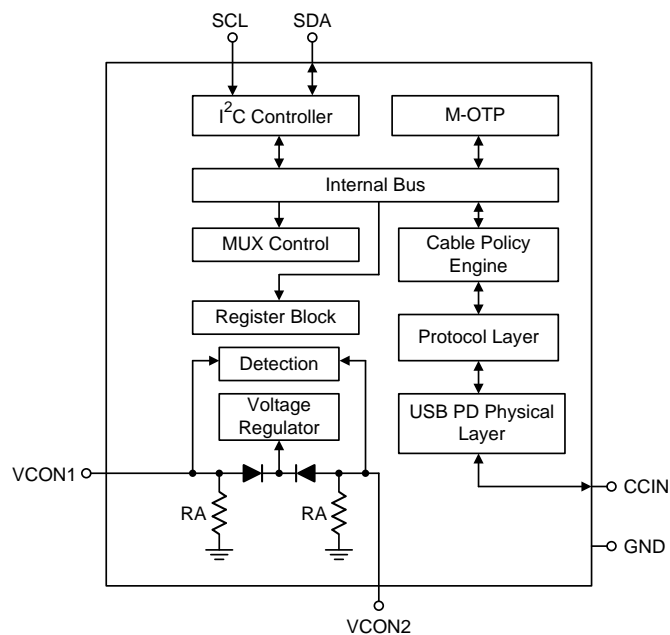 SCL
SDA
I²C Controller
M-OTP
Internal Bus
MUX Control
Cable Policy
Engine
Register Block
Protocol Layer
Detection
Voltage
Regulator
USB PD Physical
Layer
VCON1
RA
RA
CCIN
GND
VCON2